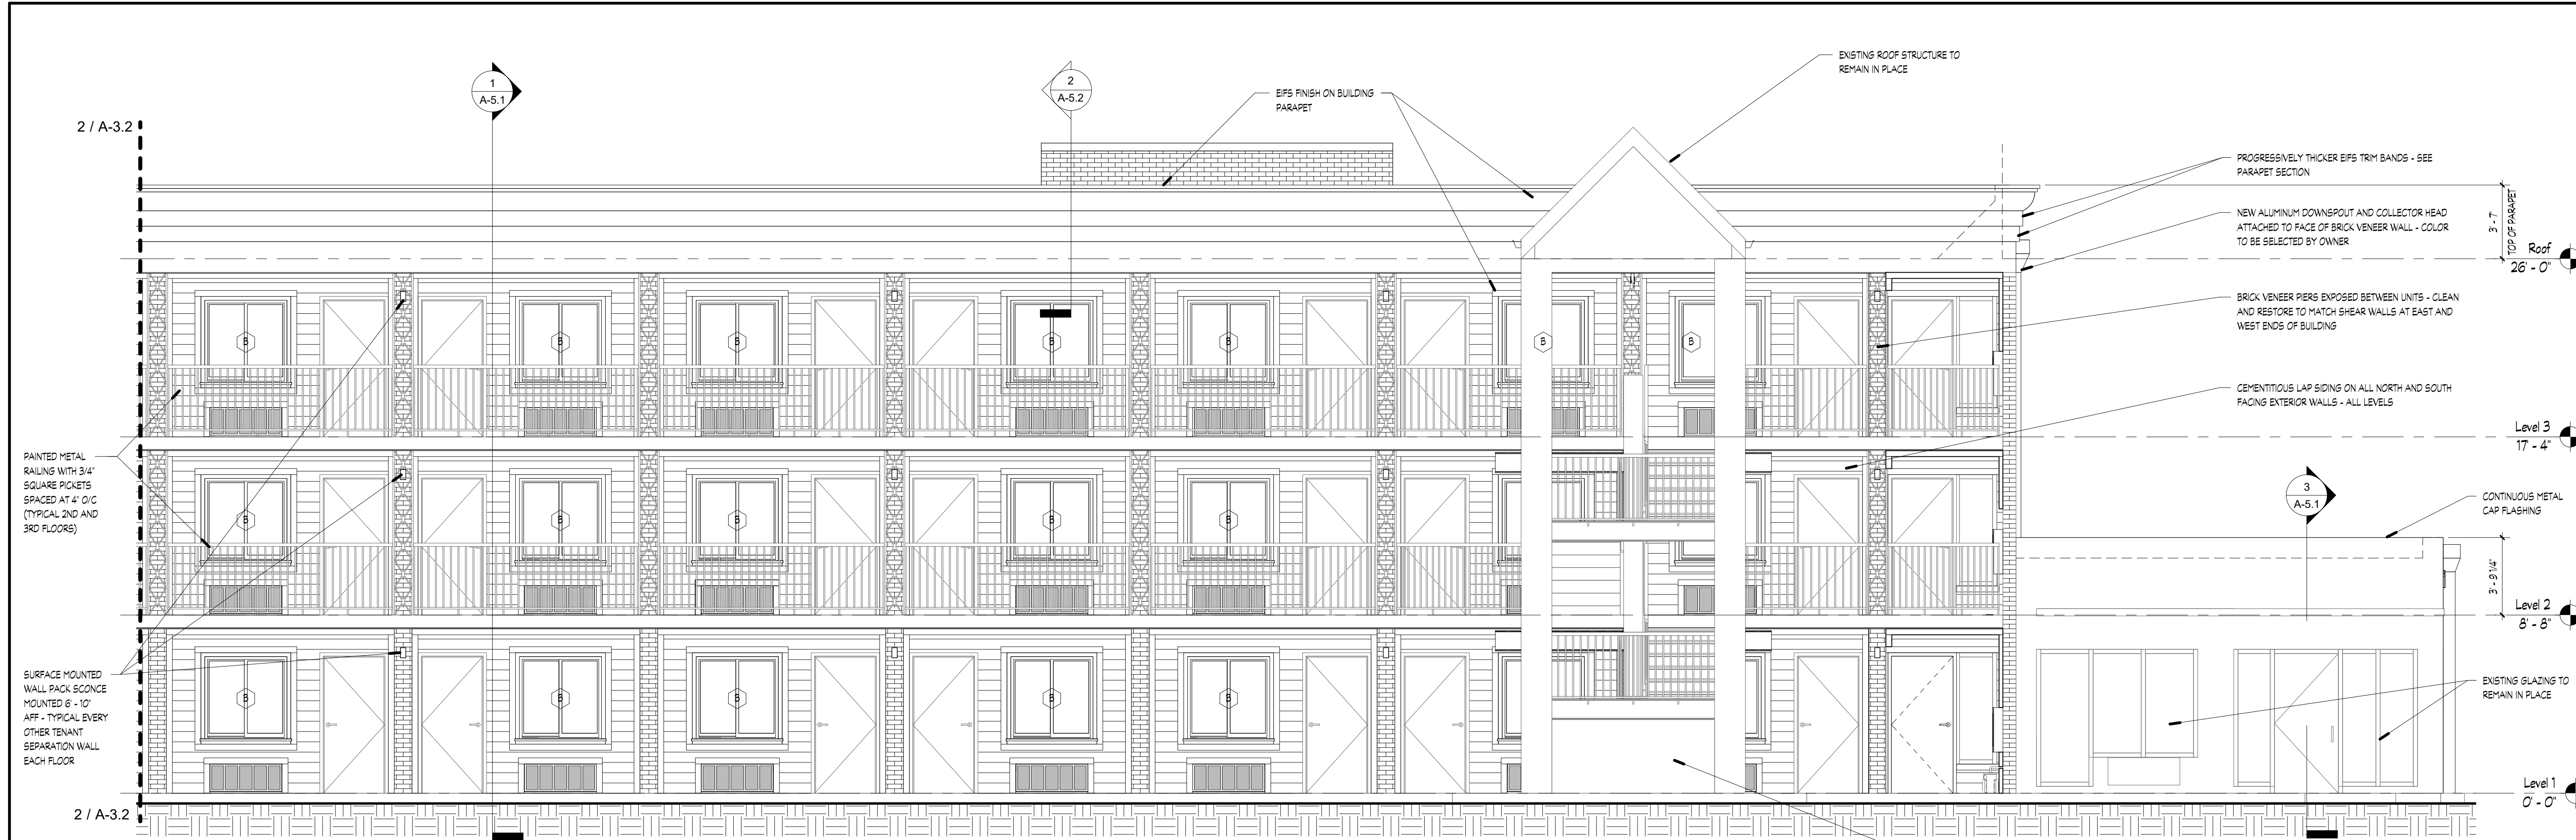 EXISTING ROOF STRUCTURE TO
REMAIN IN PLACE
1
A-5.1
2
A-5.2
EIFS FINISH ON BUILDING
PARAPET
2 / A-3.2
PROGRESSIVELY THICKER EIFS TRIM BANDS - SEE
PARAPET SECTION
3' - 7"
TOP OF PARAPET
NEW ALUMINUM DOWNSPOUT AND COLLECTOR HEAD
ATTACHED TO FACE OF BRICK VENEER WALL - COLOR
TO BE SELECTED BY OWNER
Roof
26' - 0"
BRICK VENEER PIERS EXPOSED BETWEEN UNITS - CLEAN
AND RESTORE TO MATCH SHEAR WALLS AT EAST AND
WEST ENDS OF BUILDING
B
B
B
B
B
B
B
CEMENTITIOUS LAP SIDING ON ALL NORTH AND SOUTH
FACING EXTERIOR WALLS - ALL LEVELS
Level 3
17' - 4"
PAINTED METAL
RAILING WITH 3/4"
SQUARE PICKETS
SPACED AT 4" O/C
(TYPICAL 2ND AND
3RD FLOORS)
3
A-5.1
CONTINUOUS METAL
CAP FLASHING
B
B
B
B
B
3' - 9 1/4"
Level 2
8' - 8"
SURFACE MOUNTED
WALL PACK SCONCE
MOUNTED 6' - 10"
AFF - TYPICAL EVERY
OTHER TENANT
SEPARATION WALL
EACH FLOOR
B
B
B
B
B
EXISTING GLAZING TO
REMAIN IN PLACE
Level 1
0' - 0"
2 / A-3.2